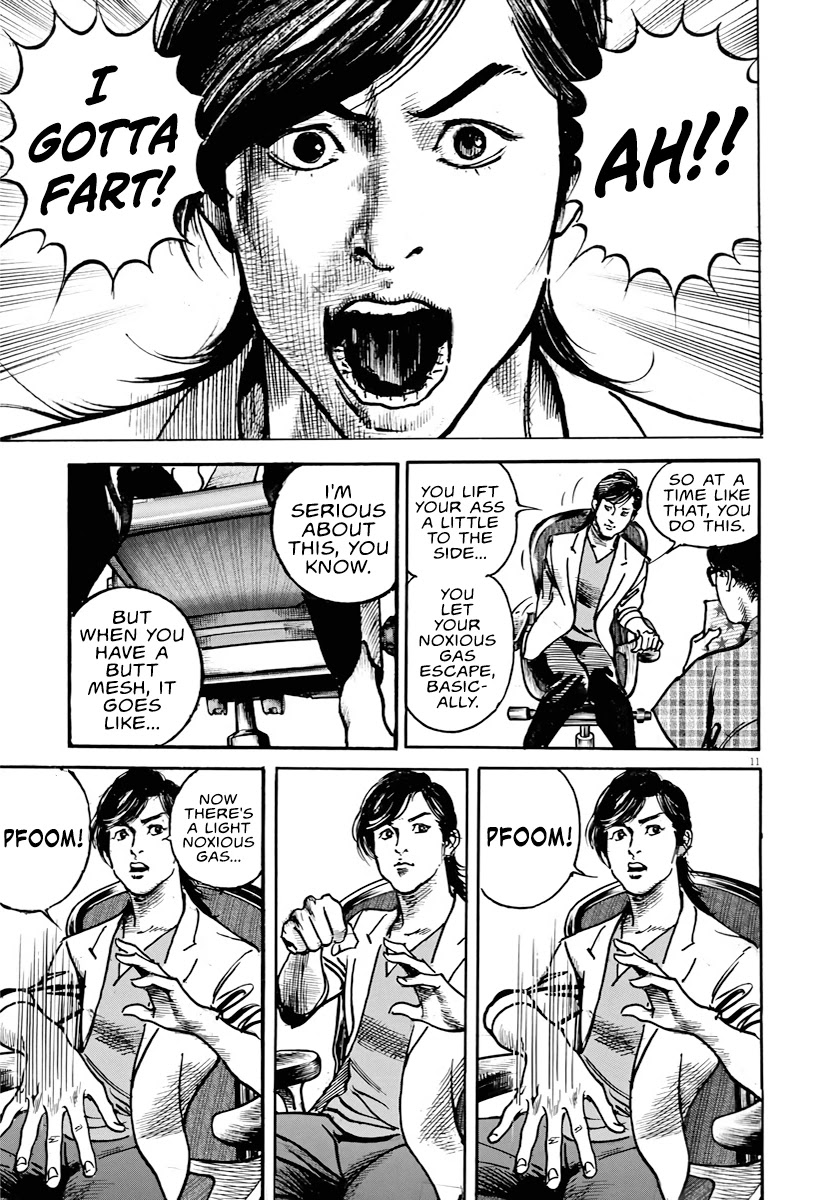 AH!!
I
GOTTA
FART!
SO AT A
TIME LIKE
THAT, YOU
DO THIS.
YOU LIFT
YOUR ASS
A LITTLE
TO THE
SIDE...
YOU
LET
YOUR
NOXIOUS
GAS
ESCAPE,
BASIC-
ALLY.
I'M
SERIOUS
ABOUT
THIS, YOU
KNOW.
BUT
WHEN YOU
HAVE A
BUTT
MESH, IT
GOES
LIKE...
11
PFOOM!
NOW
THERE'S
A LIGHT
NOXIOUS
GAS...
PFOOM!